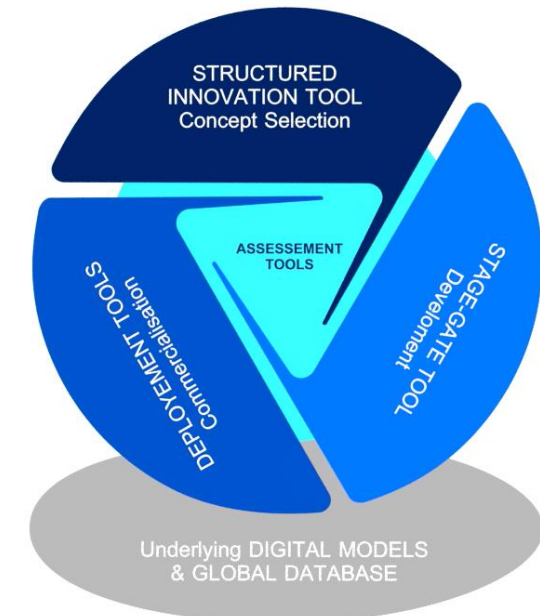 STRUCTURED
INNOVATION TOOL
Concept Selection
ASSESSEMENT
TOOLS
STAGE-GATE TOOL
Develoment
DEPLOYEMENT TOOLS
Commercialisation
Underlying DIGITAL MODELS
& GLOBAL DATABASE